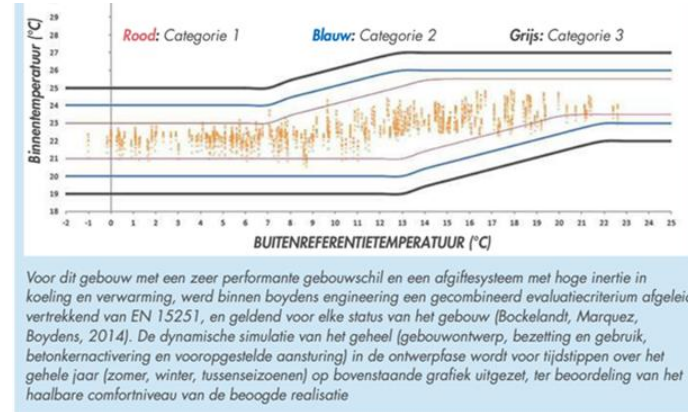 29
28
27
26
25
24
23
22
21
20
19
18
Binnentemperatuur (°C)
Rood: Categorie 1 Blauw: Categorie 2 Grijs: Categorie 3
-2 -1 0 1 2 3 4 5 6 7 8 9 10 11 12 13 14 15 16 17 18 19 20 21 22 23 24 25
BUITENREFERENTIETEMPERATUUR (°C)
Voor dit gebouw met een zeer performante gebouwschil en een afgiftesysteem met hoge inertie in
koeling en verwarming, werd binnen boydens engineering een gecombineerd evaluatiecriterium afgelei
vertrekkend van EN 15251, en geldend voor elke status van het gebouw (Bockelandt, Marquez,
Boydens, 2014). De dynamische simulatie van het geheel (gebouwontwerp, bezetting en gebruik,
betonkernactivering en vooropgestelde aansturing) in de ontwerpfase wordt voor tijdstippen over het
gehele jaar (zomer, winter, tussenseizoenen) op bovenstaande grafiek uitgezet, ter beoordeling van het
haalbare comfortniveau van de beoogde realisatie